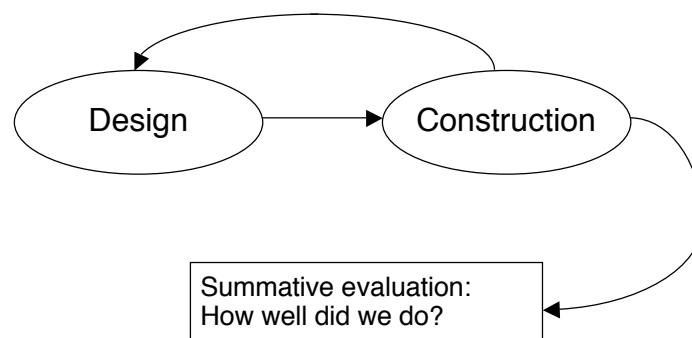 Design
Construction
Summative evaluation:
How well did we do?